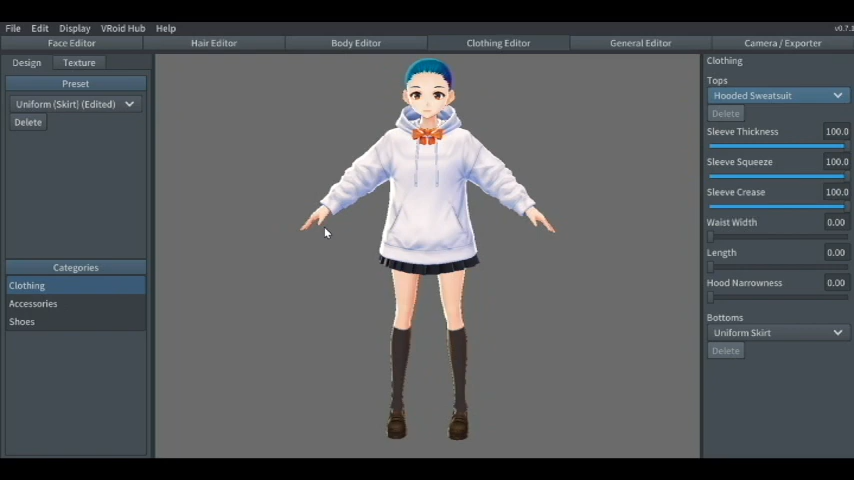 File Edit Display VRoid Hub Help
Face Editor Hair Editor Body Editor Clothing Editor General Editor Camera / Exporter
Design Texture
Preset
Uniform (Skirt) (Edited)
Delete
Categories
Clothing
Accessories
Shoes
Clothing
Tops
Hooded Sweatsuit
Delete
Sleeve Thickness 100.0
Sleeve Squeeze 100.0
Sleeve Crease 100.0
Waist Width 0.00
Length 0.00
Hood Narrowness 0.00
Bottoms
Uniform Skirt
Delete